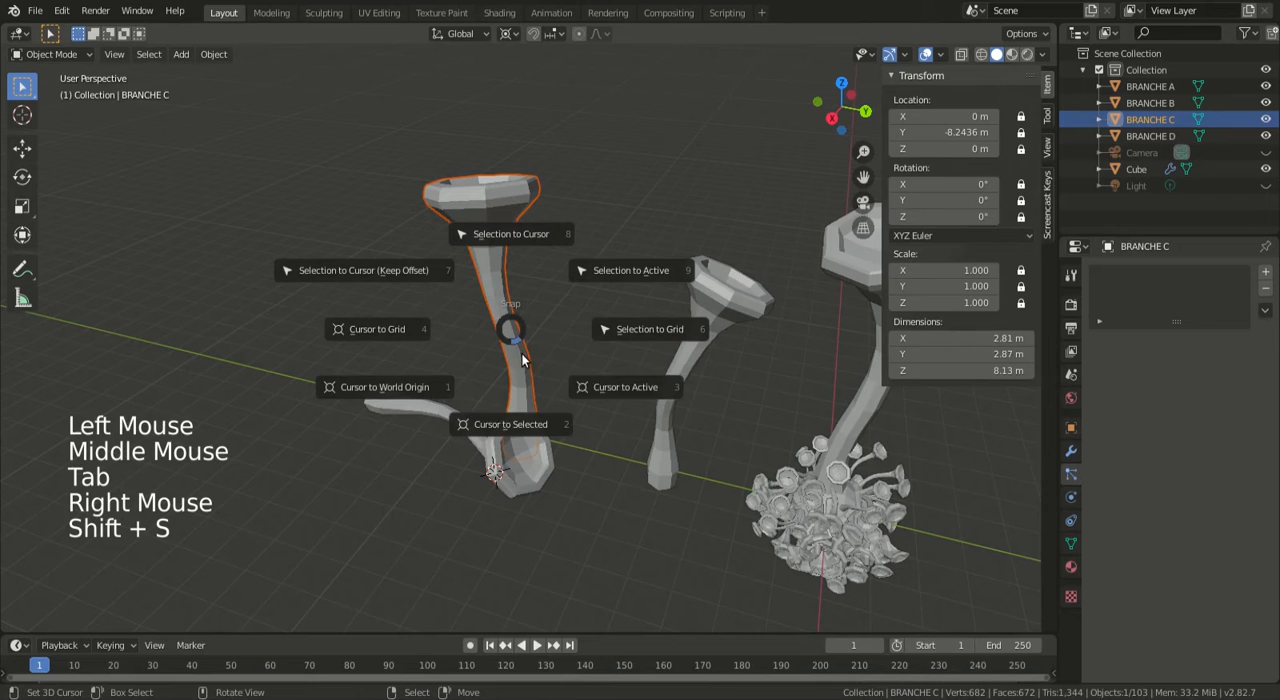 File Edit Render Window Help Layout Modeling Sculpting UV Editing Texture Paint Shading Animation Rendering Compositing Scripting + Scene View Layer
Global Options
Object Mode View Select Add Object
User Perspective
(1) Collection | BRANCHE C
Z
Y
X
Transform
Location:
X 0 m
Y -8.2436 m
Z 0 m
Rotation:
X 0°
Y 0°
Z 0°
XYZ Euler
Scale:
X 1.000
Y 1.000
Z 1.000
Dimensions:
X 2.81 m
Y 2.87 m
Z 8.13 m
Item
Tool
View
Screencast Keys
Scene Collection
Collection
BRANCHE A
BRANCHE B
BRANCHE C
BRANCHE D
Camera
Cube
Light
BRANCHE C
Selection to Cursor 8
Selection to Cursor (Keep Offset) 7
Selection to Active 9
Snap
Cursor to Grid 4
Selection to Grid 6
Cursor to World Origin 1
Cursor to Active 3
Cursor to Selected 2
Left Mouse
Middle Mouse
Tab
Right Mouse
Shift + S
Playback Keying View Marker 1 Start 1 End 250
1 10 20 30 40 50 60 70 80 90 100 110 120 130 140 150 160 170 180 190 200 210 220 230 240 250
Set 3D Cursor Box Select Rotate View Select Move Collection | BRANCHE C | Verts:682 | Faces:672 | Tris:1,344 | Objects:1/103 | Mem: 33.2 MiB | v2.82.7